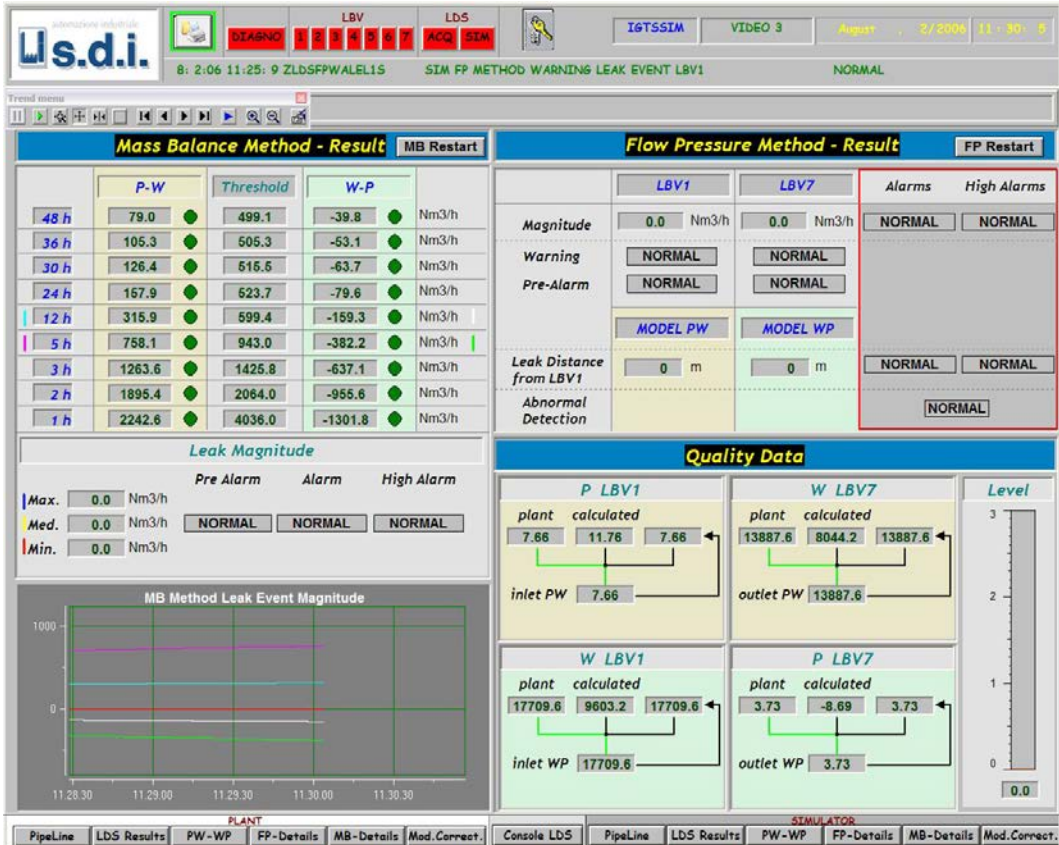 automazione industriale
s.d.i.
DIAGNO
LBV
1 2 3 4 5 6 7
LDS
ACQ SIM
IGTSSIM
VIDEO 3
August . 2/2006 11:30: 5
8: 2:06 11:25: 9 ZLDSFPWALEL1S SIM FP METHOD WARNING LEAK EVENT LBV1 NORMAL
Trend menu
Mass Balance Method - Result MB Restart
P-W Threshold W-P
48 h 79.0 499.1 -39.8 Nm3/h
36 h 105.3 505.3 -53.1 Nm3/h
30 h 126.4 515.5 -63.7 Nm3/h
24 h 157.9 523.7 -79.6 Nm3/h
12 h 315.9 599.4 -159.3 Nm3/h
5 h 758.1 943.0 -382.2 Nm3/h
3 h 1263.6 1425.8 -637.1 Nm3/h
2 h 1895.4 2064.0 -955.6 Nm3/h
1 h 2242.6 4036.0 -1301.8 Nm3/h
Leak Magnitude
Pre Alarm Alarm High Alarm
Max. 0.0 Nm3/h
Med. 0.0 Nm3/h NORMAL NORMAL NORMAL
Min. 0.0 Nm3/h
MB Method Leak Event Magnitude
1000
0
11.28.30 11.29.00 11.29.30 11.30.00 11.30.30
Flow Pressure Method - Result FP Restart
LBV1 LBV7 Alarms High Alarms
Magnitude 0.0 Nm3/h 0.0 Nm3/h NORMAL NORMAL
Warning NORMAL NORMAL
Pre-Alarm NORMAL NORMAL
MODEL PW MODEL WP
Leak Distance
from LBV1 0 m 0 m NORMAL NORMAL
Abnormal
Detection NORMAL
Quality Data
P LBV1
plant calculated
7.66 11.76 7.66
inlet PW 7.66
W LBV7
plant calculated
13887.6 8044.2 13887.6
outlet PW 13887.6
W LBV1
plant calculated
17709.6 9603.2 17709.6
inlet WP 17709.6
P LBV7
plant calculated
3.73 -8.69 3.73
outlet WP 3.73
Level
3
2
1
0
0.0
PLANT
PipeLine LDS Results PW-WP FP-Details MB-Details Mod.Correct.
Console LDS
SIMULATOR
PipeLine LDS Results PW-WP FP-Details MB-Details Mod.Correct.